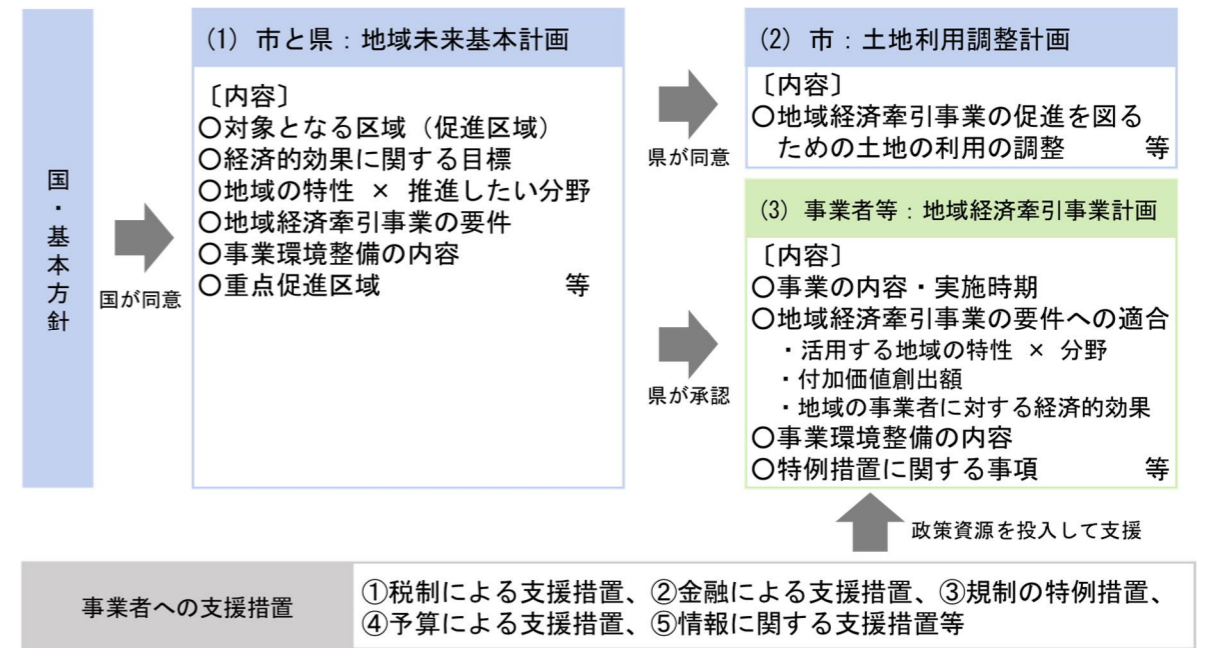 国・基本方針
国が同意
(1) 市と県：地域未来基本計画
〔内容〕
○対象となる区域（促進区域）
○経済的効果に関する目標
○地域の特性 × 推進したい分野
○地域経済牽引事業の要件
○事業環境整備の内容
○重点促進区域 等
県が同意
(2) 市：土地利用調整計画
〔内容〕
○地域経済牽引事業の促進を図る
ための土地の利用の調整 等
県が承認
(3) 事業者等：地域経済牽引事業計画
〔内容〕
○事業の内容・実施時期
○地域経済牽引事業の要件への適合
・活用する地域の特性 × 分野
・付加価値創出額
・地域の事業者に対する経済的効果
○事業環境整備の内容
○特例措置に関する事項 等
政策資源を投入して支援
事業者への支援措置
①税制による支援措置、②金融による支援措置、③規制の特例措置、
④予算による支援措置、⑤情報に関する支援措置等